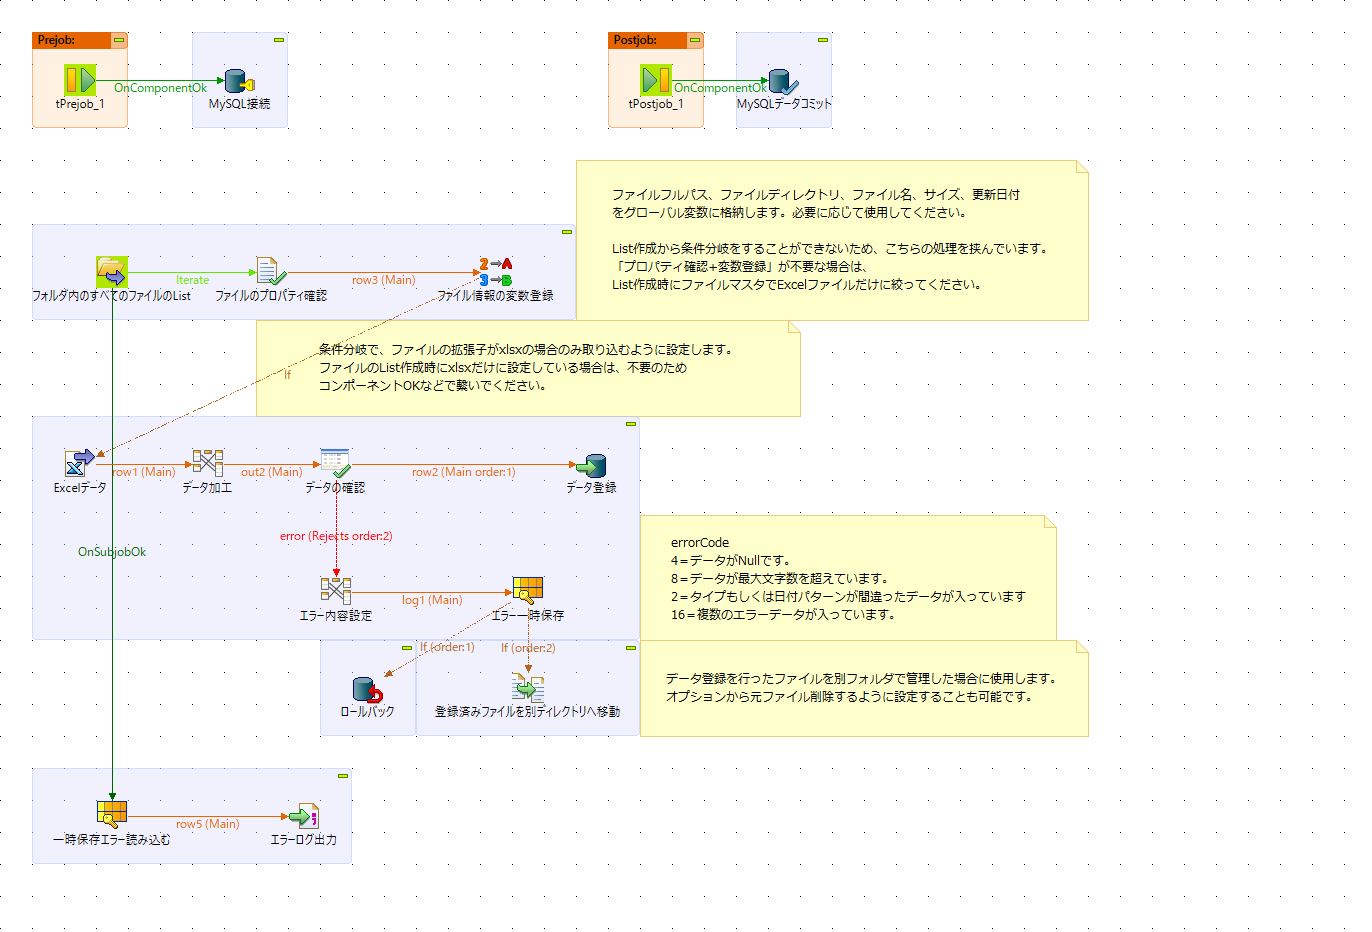 Prejob:
tPrejob_1
OnComponentOk
MySQL接続
Postjob:
tPostjob_1
OnComponentOk
MySQLデータコミット
ファイルフルパス、ファイルディレクトリ、ファイル名、サイズ、更新日付
をグローバル変数に格納します。必要に応じて使用してください。
List作成から条件分岐をすることができないため、こちらの処理を挟んでいます。
「プロパティ確認+変数登録」が不要な場合は、
List作成時にファイルマスタでExcelファイルだけに絞ってください。
フォルダ内のすべてのファイルのList
Iterate
ファイルのプロパティ確認
row3 (Main)
ファイル情報の変数登録
条件分岐で、ファイルの拡張子がxlsxの場合のみ取り込むように設定します。
ファイルのList作成時にxlsxだけに設定している場合は、不要のため
コンポーネントOKなどで繋いでください。
If
Excelデータ
row1 (Main)
データ加工
out2 (Main)
データの確認
row2 (Main order:1)
データ登録
error (Rejects order:2)
OnSubjobOk
エラー内容設定
log1 (Main)
エラー一時保存
errorCode
4＝データがNullです。
8＝データが最大文字数を超えています。
2＝タイプもしくは日付パターンが間違ったデータが入っています
16＝複数のエラーデータが入っています。
If (order:1)
If (order:2)
ロールバック
登録済みファイルを別ディレクトリへ移動
データ登録を行ったファイルを別フォルダで管理した場合に使用します。
オプションから元ファイル削除するように設定することも可能です。
一時保存エラー読み込む
row5 (Main)
エラーログ出力